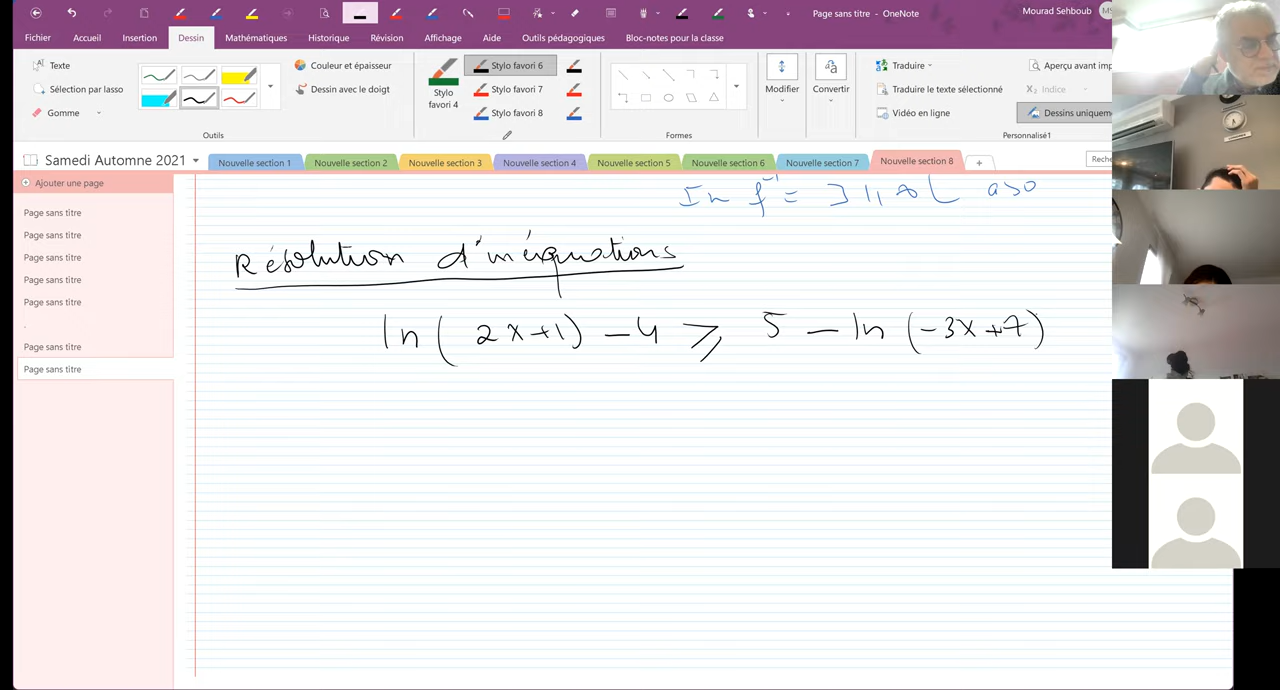 Page sans titre - OneNote
Mourad Sehboub
MS
Fichier Accueil Insertion Dessin Mathématiques Historique Révision Affichage Aide Outils pédagogiques Bloc-notes pour la classe
Texte
Sélection par lasso
Gomme
Outils
Couleur et épaisseur
Dessin avec le doigt
Stylo favori 4
Stylo favori 6
Stylo favori 7
Stylo favori 8
Formes
Modifier
Convertir
Traduire
Traduire le texte sélectionné
Vidéo en ligne
Aperçu avant imp
Indice
Dessins uniqueme
Personnalisé1
Samedi Automne 2021
Nouvelle section 1 Nouvelle section 2 Nouvelle section 3 Nouvelle section 4 Nouvelle section 5 Nouvelle section 6 Nouvelle section 7 Nouvelle section 8 +
Reche
Ajouter une page
Page sans titre
Page sans titre
Page sans titre
Page sans titre
Page sans titre
.
Page sans titre
Page sans titre
Résolution d'inéquations
ln(2x+1) -4 ⩾ 5 - ln(-3x+7)